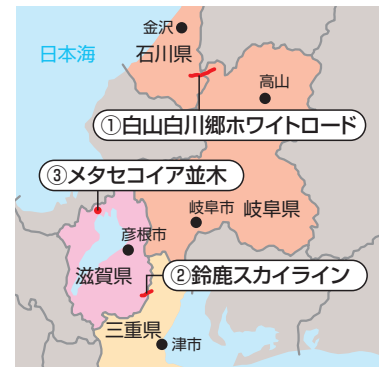 金沢
日本海
石川県
高山
①白山白川郷ホワイトロード
③メタセコイア並木
岐阜市
岐阜県
彦根市
滋賀県
②鈴鹿スカイライン
三重県
津市